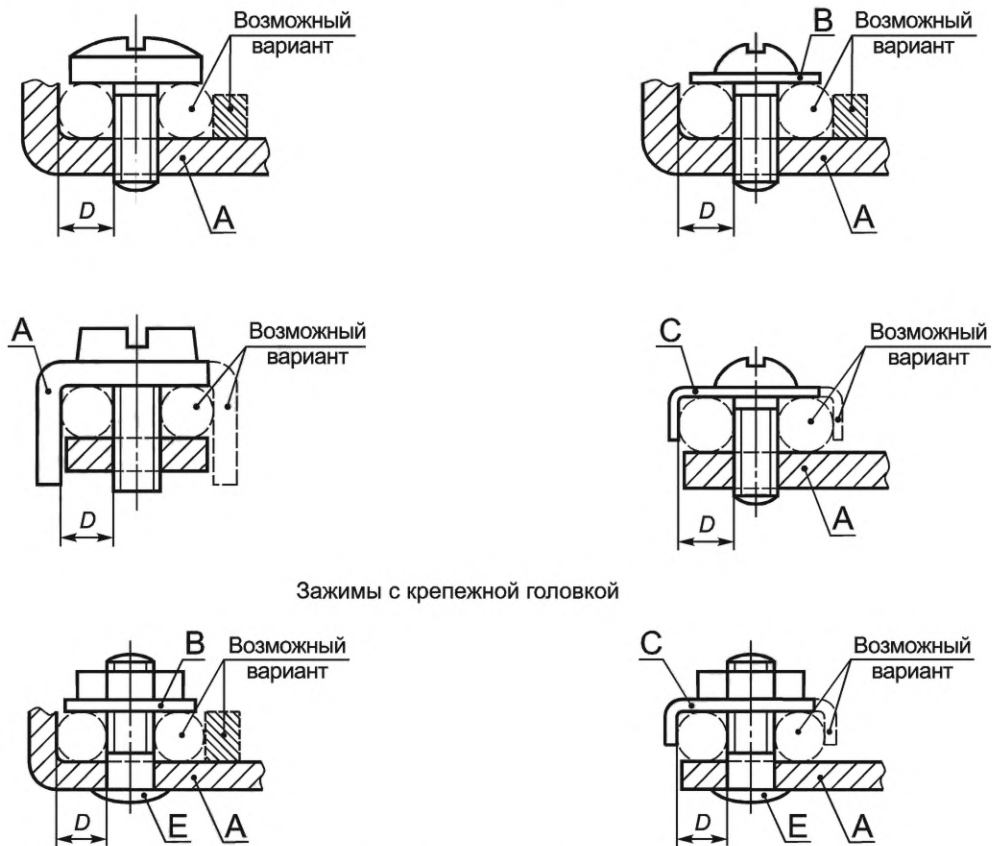 Возможный
вариант
D
A
Возможный
вариант
B
D
A
A
Возможный
вариант
D
C
Возможный
вариант
D
A
Зажимы с крепежной головкой
B
Возможный
вариант
D
E
A
C
Возможный
вариант
D
E
A